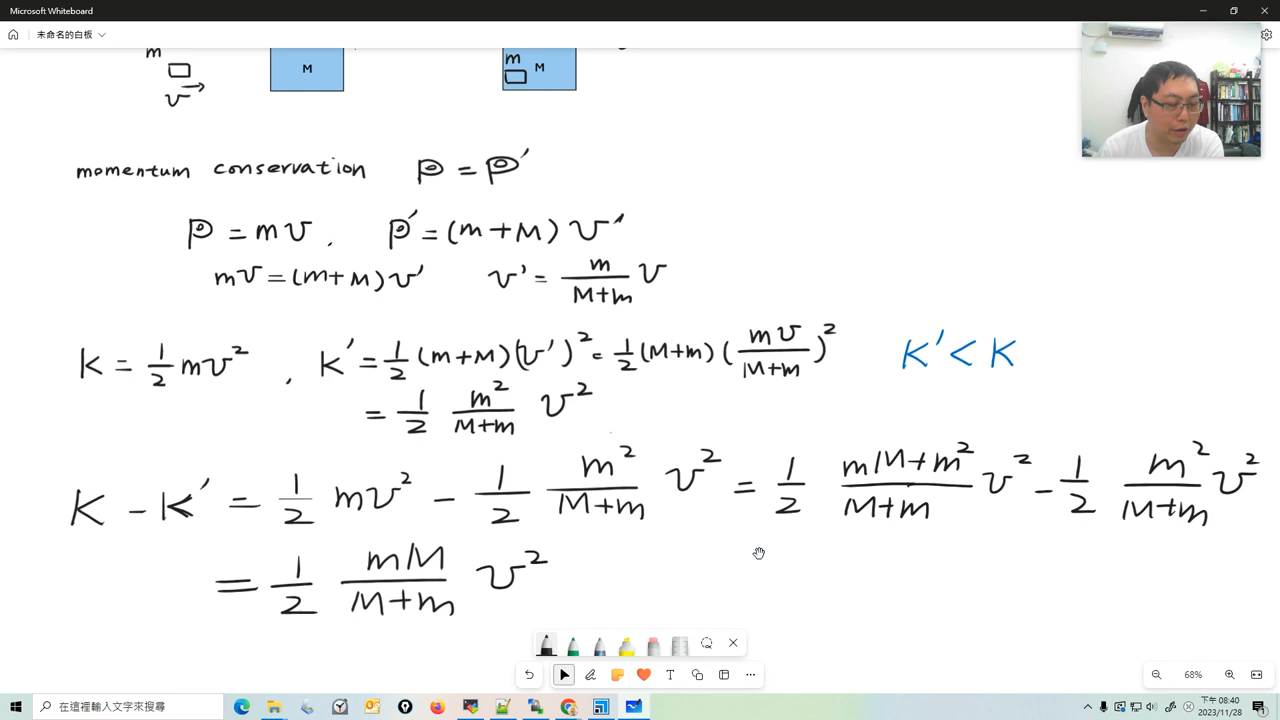 Microsoft Whiteboard
未命名的白板
m
M
v
m
M
momentum conservation P = P'
P = mv . P' = (m+M) v'
mv = (m+M) v' v' = m/(M+m) v
K = 1/2 mv² , K' = 1/2 (m+M)(v')² = 1/2 (M+m) (mv/(M+m))² K' < K
= 1/2 m²/(M+m) v²
K - K' = 1/2 mv² - 1/2 m²/(M+m) v² = 1/2 (mM+m²)/(M+m) v² - 1/2 m²/(M+m) v²
= 1/2 mM/(M+m) v²
68%
在這裡輸入文字來搜尋
下午 08:40
2023/11/28